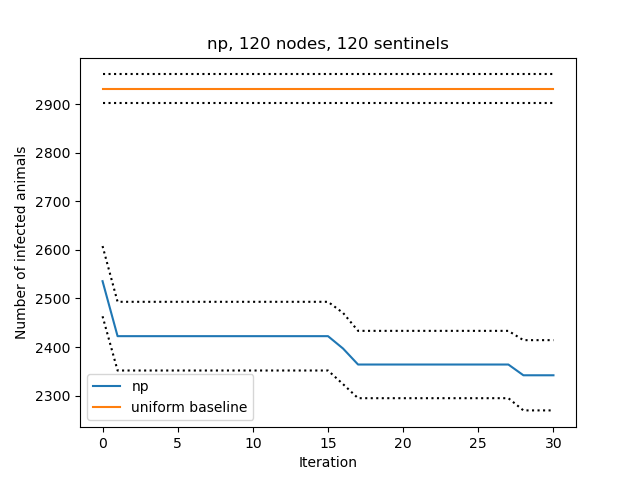 np, 120 nodes, 120 sentinels
Number of infected animals
2900
2800
2700
2600
2500
2400
2300
np
uniform baseline
0 5 10 15 20 25 30
Iteration